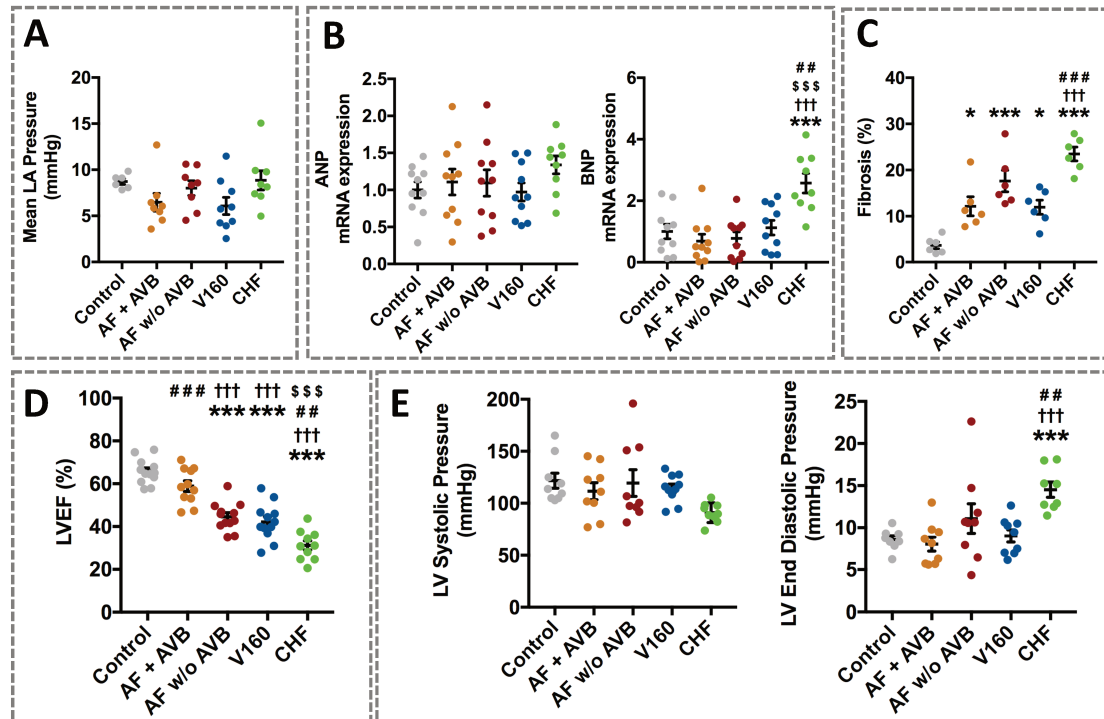 A
Mean LA Pressure
(mmHg)
20
15
10
5
0
Control
AF + AVB
AF w/o AVB
V160
CHF
B
ANP
mRNA expression
2.5
2.0
1.5
1.0
0.5
0.0
Control
AF + AVB
AF w/o AVB
V160
CHF
BNP
mRNA expression
6
4
2
0
##
$$$
†††
***
Control
AF + AVB
AF w/o AVB
V160
CHF
C
Fibrosis (%)
40
30
20
10
0
* *** *
###
†††
***
Control
AF + AVB
AF w/o AVB
V160
CHF
D
LVEF (%)
100
80
60
40
20
0
### ††† ††† $$$
*** *** ##
†††
***
Control
AF + AVB
AF w/o AVB
V160
CHF
E
LV Systolic Pressure
(mmHg)
200
150
100
50
0
Control
AF + AVB
AF w/o AVB
V160
CHF
LV End Diastolic Pressure
(mmHg)
25
20
15
10
5
0
##
†††
***
Control
AF + AVB
AF w/o AVB
V160
CHF